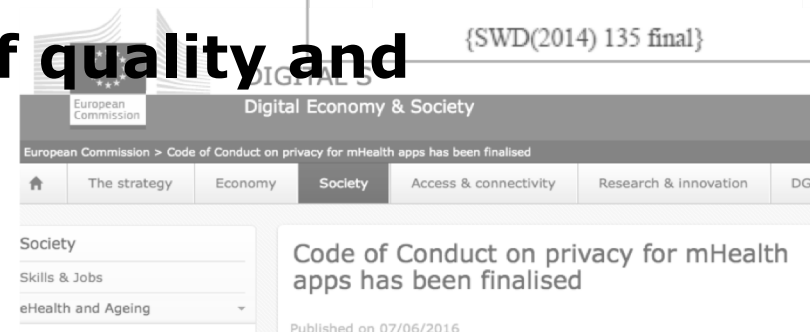 {SWD(2014) 135 final}
f quality and
European
Commission
Digital Economy & Society
European Commission > Code of Conduct on privacy for mHealth apps has been finalised
The strategy Economy Society Access & connectivity Research & innovation DG
Society
Skills & Jobs
eHealth and Ageing
Code of Conduct on privacy for mHealth
apps has been finalised
Published on 07/06/2016